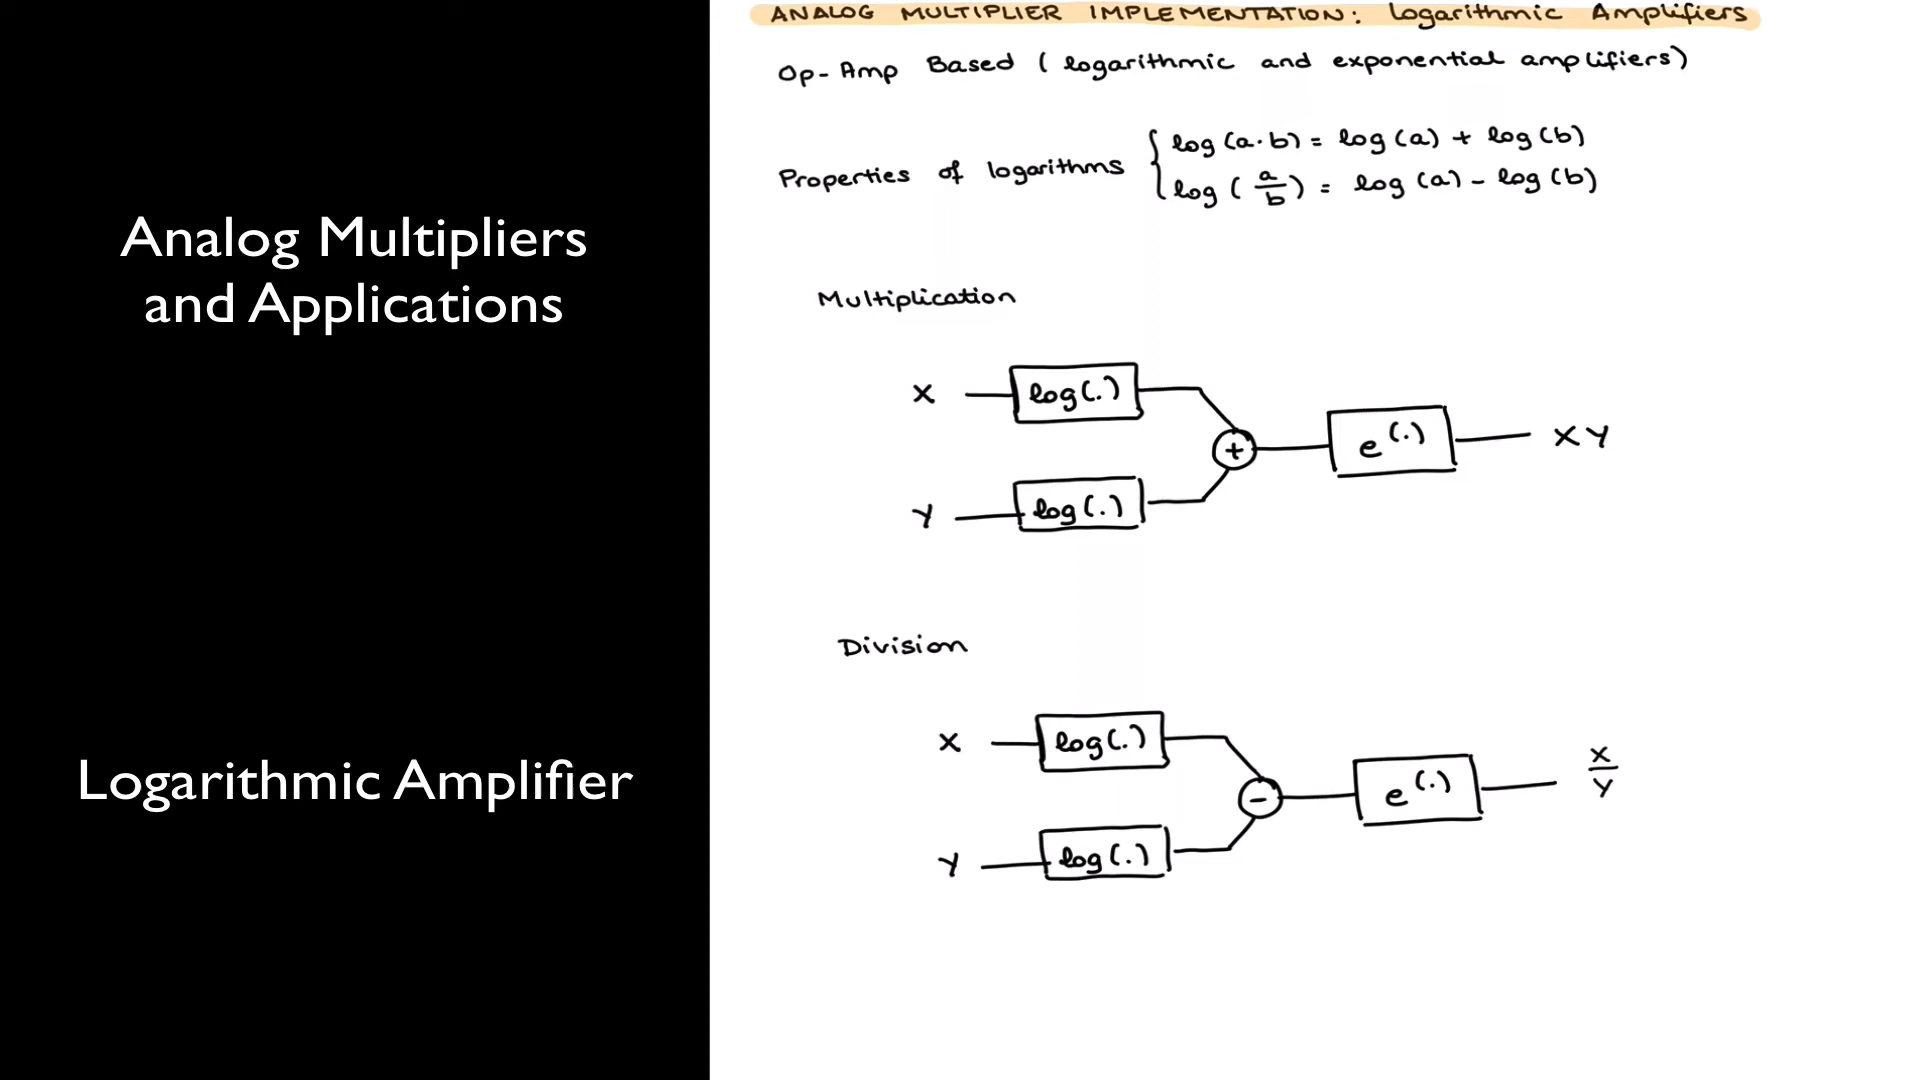 Analog Multipliers
and Applications
Logarithmic Amplifier
ANALOG MULTIPLIER IMPLEMENTATION: Logarithmic Amplifiers
Op-Amp Based (logarithmic and exponential amplifiers)
Properties of logarithms { log(a·b) = log(a) + log(b)
log(a/b) = log(a) - log(b)
Multiplication
X log(.)
+ e^(.) XY
Y log(.)
Division
X log(.)
- e^(.) X/Y
Y log(.)